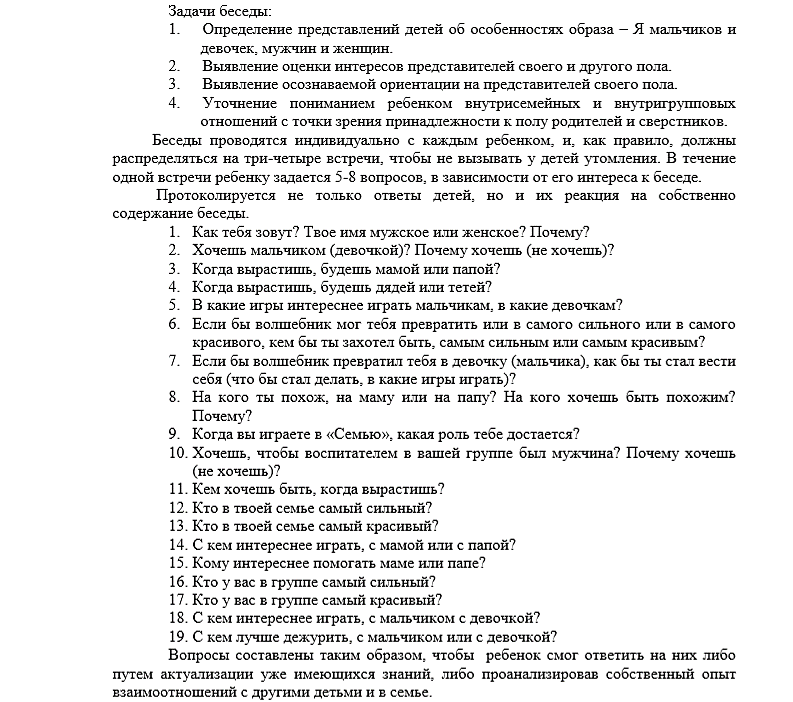 Задачи беседы:
1. Определение представлений детей об особенностях образа – Я мальчиков и
девочек, мужчин и женщин.
2. Выявление оценки интересов представителей своего и другого пола.
3. Выявление осознаваемой ориентации на представителей своего пола.
4. Уточнение пониманием ребенком внутрисемейных и внутригрупповых
отношений с точки зрения принадлежности к полу родителей и сверстников.
Беседы проводятся индивидуально с каждым ребенком, и, как правило, должны
распределяться на три-четыре встречи, чтобы не вызывать у детей утомления. В течение
одной встречи ребенку задается 5-8 вопросов, в зависимости от его интереса к беседе.
Протоколируется не только ответы детей, но и их реакция на собственно
содержание беседы.
1. Как тебя зовут? Твое имя мужское или женское? Почему?
2. Хочешь мальчиком (девочкой)? Почему хочешь (не хочешь)?
3. Когда вырастишь, будешь мамой или папой?
4. Когда вырастишь, будешь дядей или тетей?
5. В какие игры интереснее играть мальчикам, в какие девочкам?
6. Если бы волшебник мог тебя превратить или в самого сильного или в самого
красивого, кем бы ты захотел быть, самым сильным или самым красивым?
7. Если бы волшебник превратил тебя в девочку (мальчика), как бы ты стал вести
себя (что бы стал делать, в какие игры играть)?
8. На кого ты похож, на маму или на папу? На кого хочешь быть похожим?
Почему?
9. Когда вы играете в «Семью», какая роль тебе достается?
10. Хочешь, чтобы воспитателем в вашей группе был мужчина? Почему хочешь
(не хочешь)?
11. Кем хочешь быть, когда вырастишь?
12. Кто в твоей семье самый сильный?
13. Кто в твоей семье самый красивый?
14. С кем интереснее играть, с мамой или с папой?
15. Кому интереснее помогать маме или папе?
16. Кто у вас в группе самый сильный?
17. Кто у вас в группе самый красивый?
18. С кем интереснее играть, с мальчиком с девочкой?
19. С кем лучше дежурить, с мальчиком или с девочкой?
Вопросы составлены таким образом, чтобы ребенок смог ответить на них либо
путем актуализации уже имеющихся знаний, либо проанализировав собственный опыт
взаимоотношений с другими детьми и в семье.